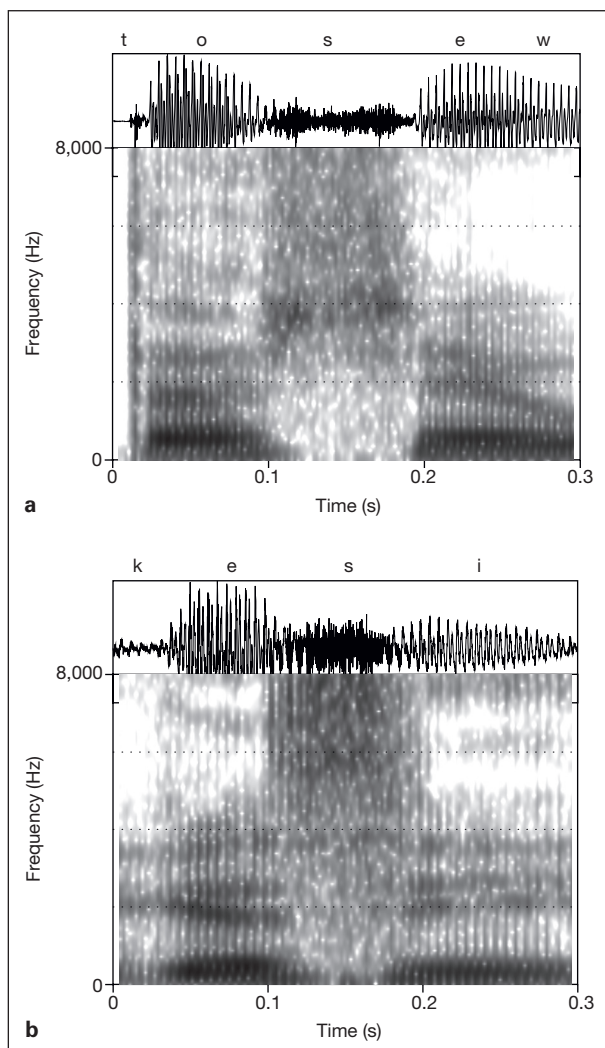 t o s e w
8,000
Frequency (Hz)
0
0 0.1 0.2 0.3
a Time (s)
k e s i
8,000
Frequency (Hz)
0
0 0.1 0.2 0.3
b Time (s)